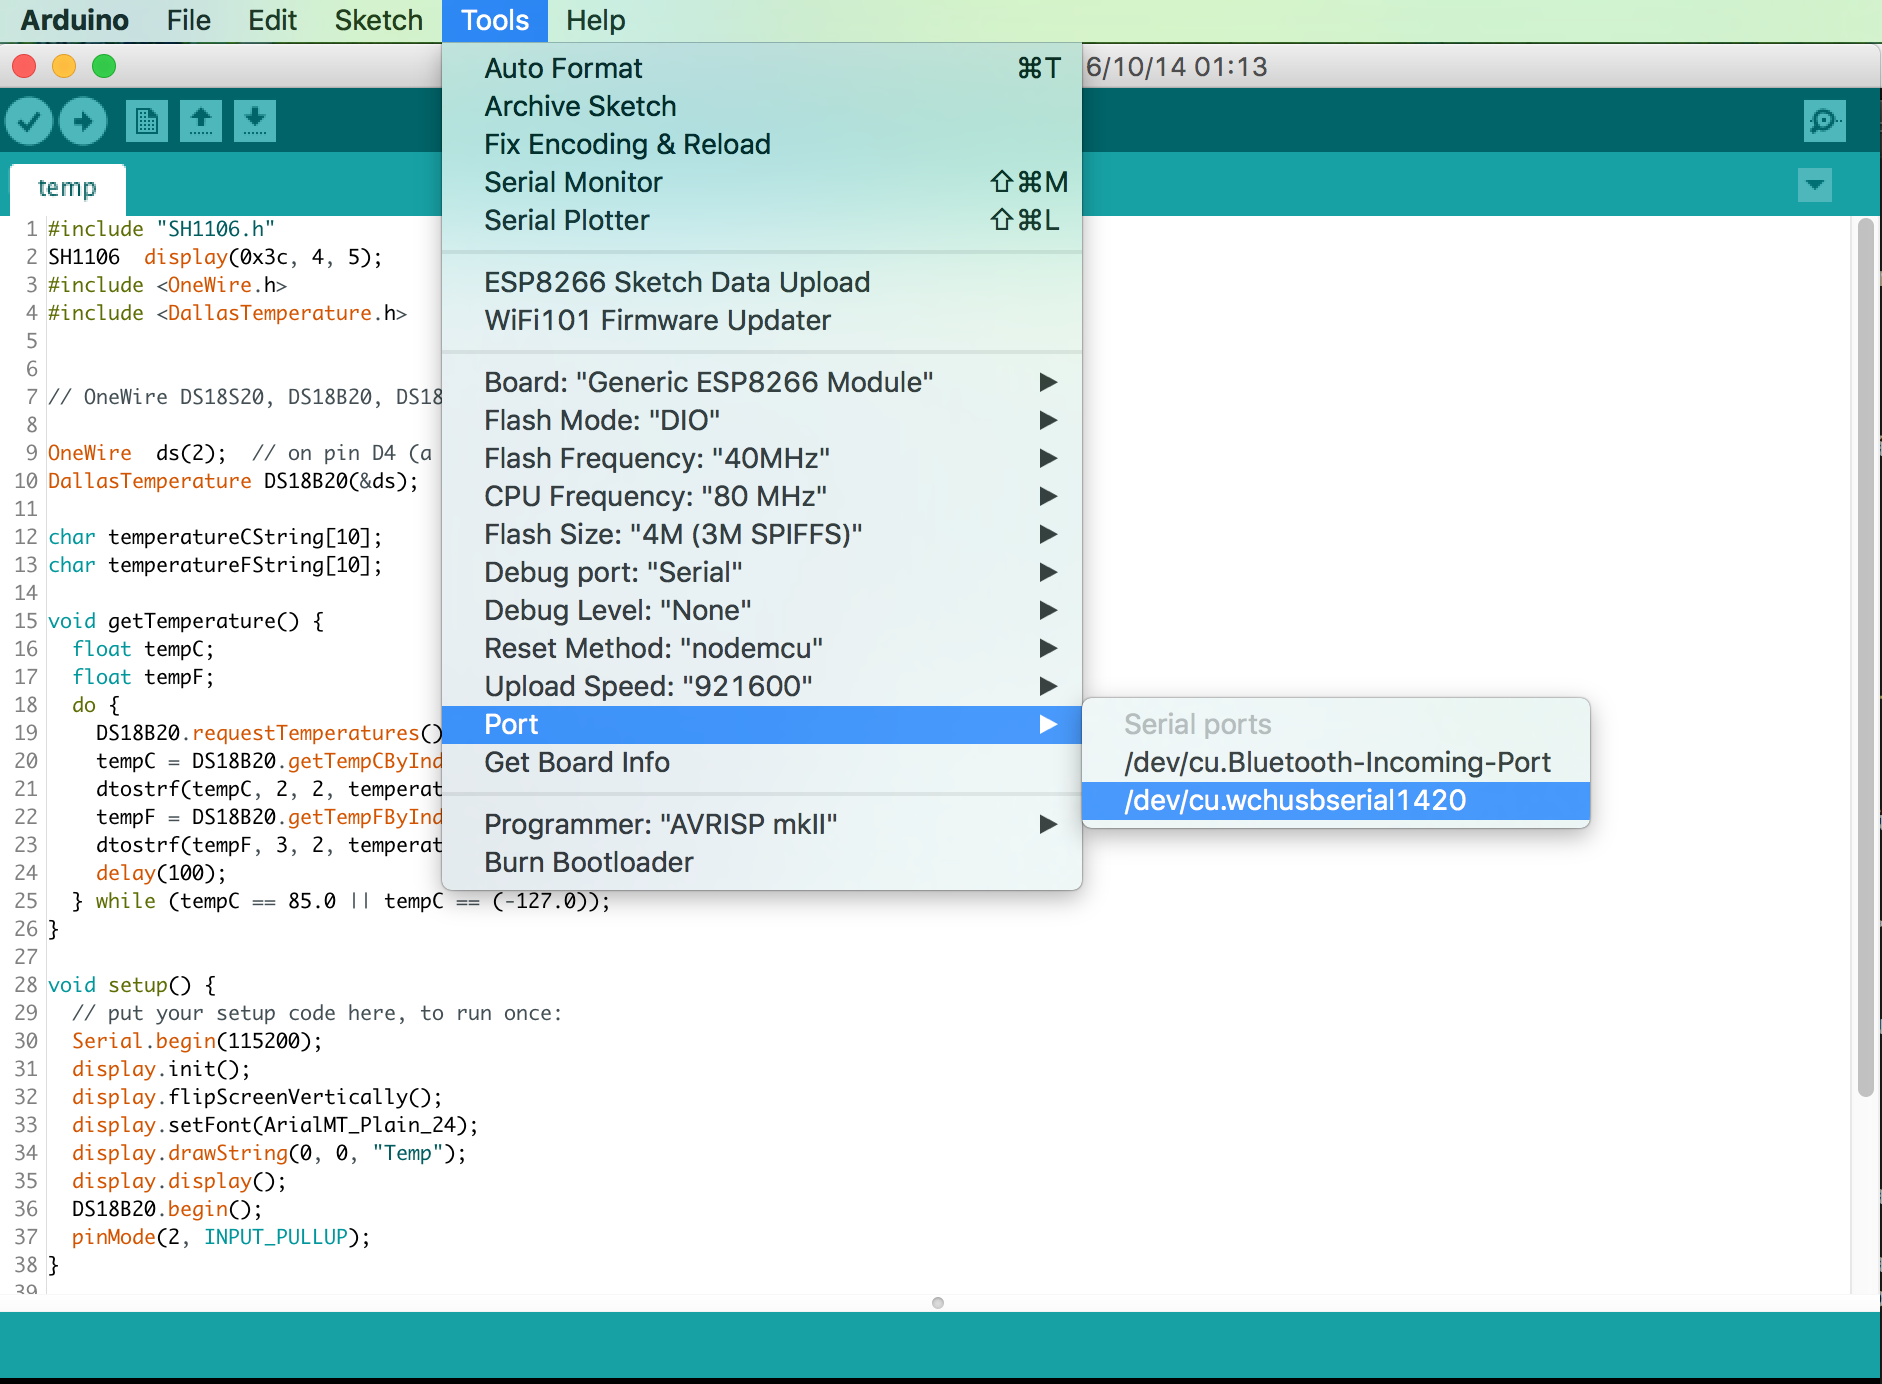 Arduino File Edit Sketch Tools Help
6/10/14 01:13
temp
Auto Format ⌘T
Archive Sketch
Fix Encoding & Reload
Serial Monitor ⇧⌘M
Serial Plotter ⇧⌘L
ESP8266 Sketch Data Upload
WiFi101 Firmware Updater
Board: "Generic ESP8266 Module"
Flash Mode: "DIO"
Flash Frequency: "40MHz"
CPU Frequency: "80 MHz"
Flash Size: "4M (3M SPIFFS)"
Debug port: "Serial"
Debug Level: "None"
Reset Method: "nodemcu"
Upload Speed: "921600"
Port
Get Board Info
Programmer: "AVRISP mkII"
Burn Bootloader
Serial ports
/dev/cu.Bluetooth-Incoming-Port
/dev/cu.wchusbserial1420
1 #include "SH1106.h"
2 SH1106  display(0x3c, 4, 5);
3 #include <OneWire.h>
4 #include <DallasTemperature.h>
5
6
7 // OneWire DS18S20, DS18B20, DS18
8
9 OneWire  ds(2);  // on pin D4 (a
10 DallasTemperature DS18B20(&ds);
11
12 char temperatureCString[10];
13 char temperatureFString[10];
14
15 void getTemperature() {
16   float tempC;
17   float tempF;
18   do {
19     DS18B20.requestTemperatures()
20     tempC = DS18B20.getTempCByInd
21     dtostrf(tempC, 2, 2, temperat
22     tempF = DS18B20.getTempFByInd
23     dtostrf(tempF, 3, 2, temperat
24     delay(100);
25   } while (tempC == 85.0 || tempC == (-127.0));
26 }
27
28 void setup() {
29   // put your setup code here, to run once:
30   Serial.begin(115200);
31   display.init();
32   display.flipScreenVertically();
33   display.setFont(ArialMT_Plain_24);
34   display.drawString(0, 0, "Temp");
35   display.display();
36   DS18B20.begin();
37   pinMode(2, INPUT_PULLUP);
38 }
39